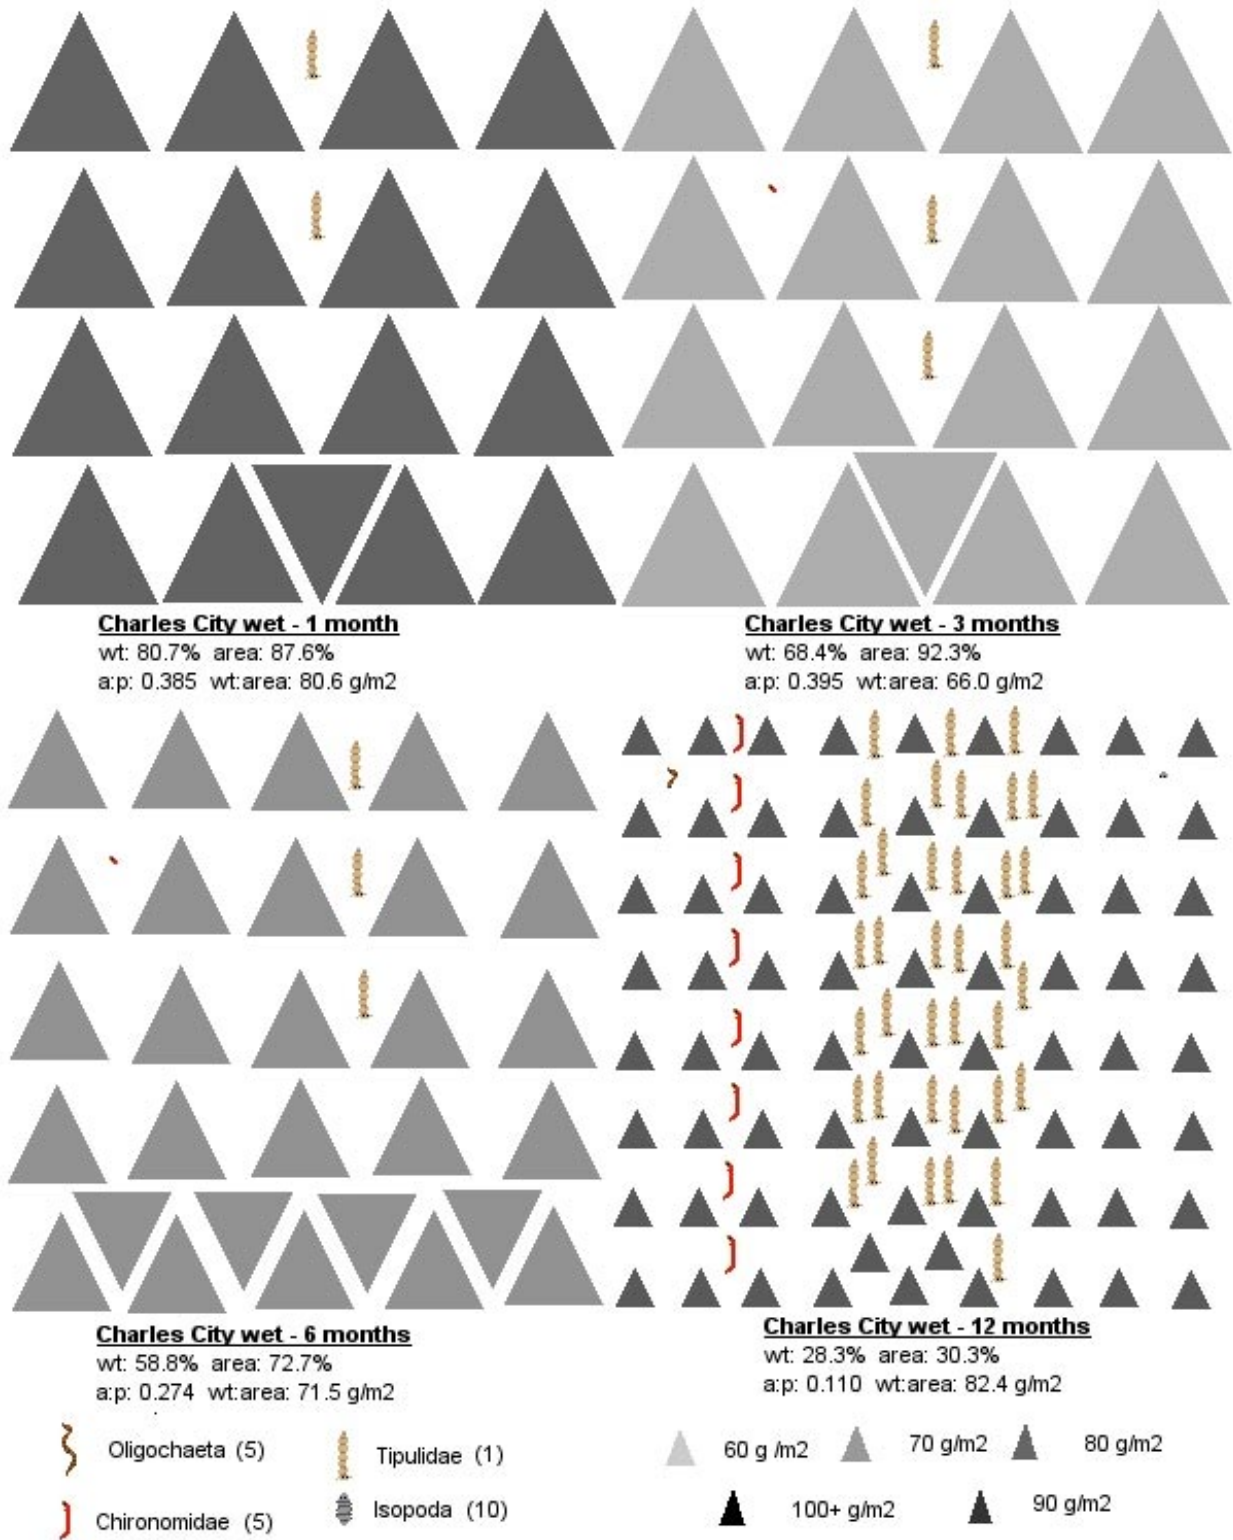 Charles City wet - 1 month
wt: 80.7% area: 87.6%
a:p: 0.385 wt:area: 80.6 g/m2
Charles City wet - 3 months
wt: 68.4% area: 92.3%
a:p: 0.395 wt:area: 66.0 g/m2
Charles City wet - 6 months
wt: 58.8% area: 72.7%
a:p: 0.274 wt:area: 71.5 g/m2
Charles City wet - 12 months
wt: 28.3% area: 30.3%
a:p: 0.110 wt:area: 82.4 g/m2
Oligochaeta (5)
Tipulidae (1)
Chironomidae (5)
Isopoda (10)
60 g /m2
70 g/m2
80 g/m2
100+ g/m2
90 g/m2